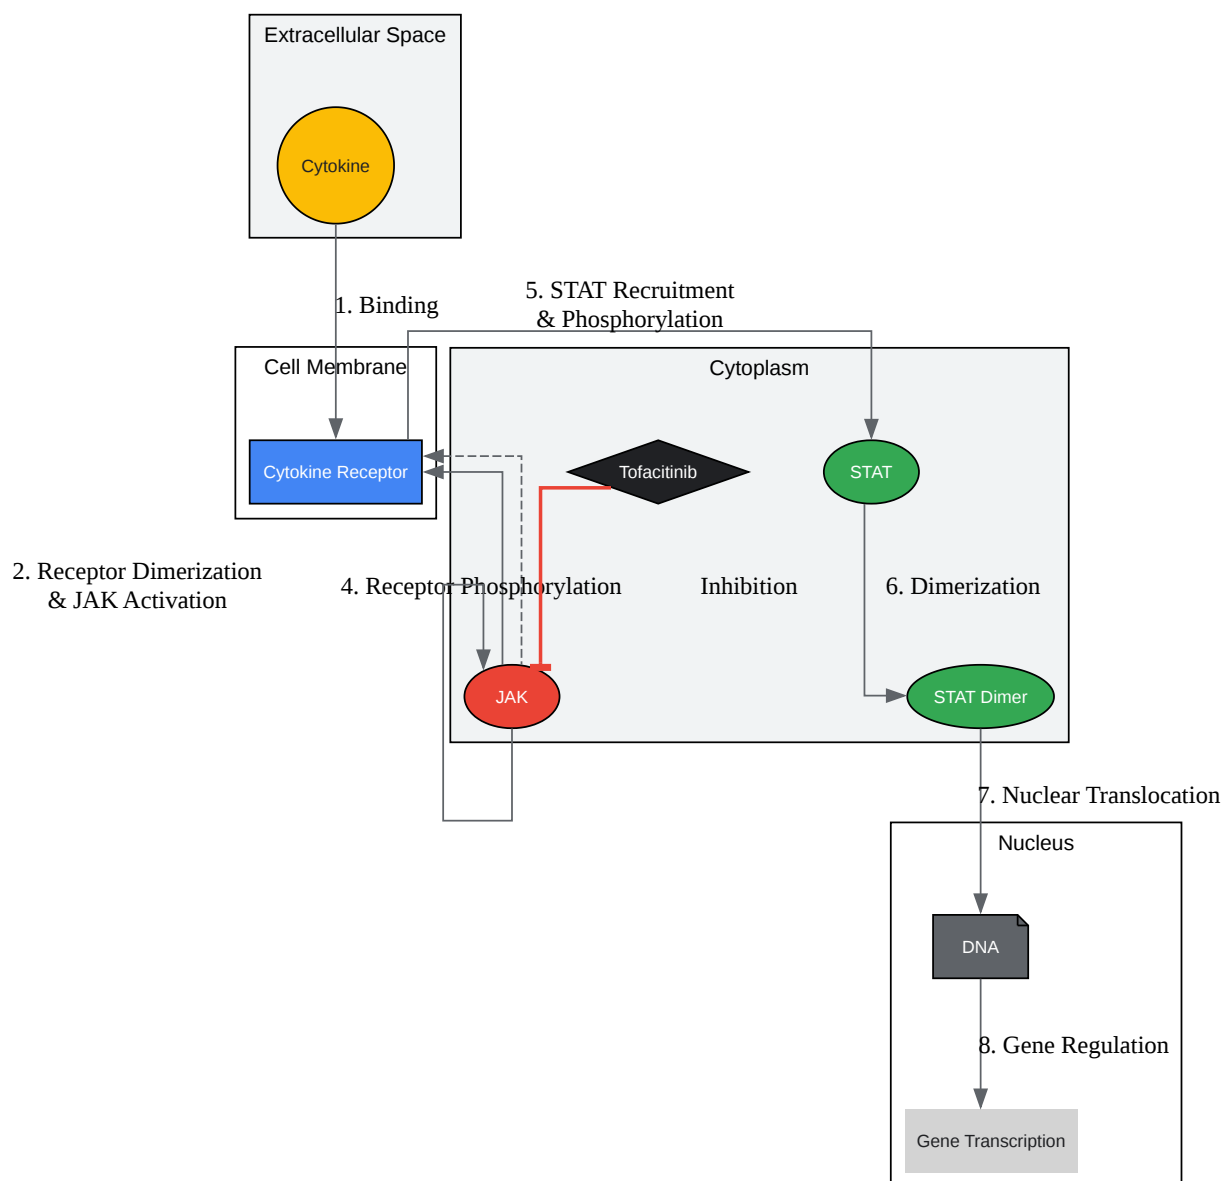 Extracellular Space
Cytokine
1. Binding
5. STAT Recruitment
& Phosphorylation
Cell Membrane
Cytoplasm
Cytokine Receptor
Tofacitinib
STAT
2. Receptor Dimerization
& JAK Activation
4. Receptor Phosphorylation
Inhibition
6. Dimerization
JAK
STAT Dimer
7. Nuclear Translocation
Nucleus
DNA
8. Gene Regulation
Gene Transcription